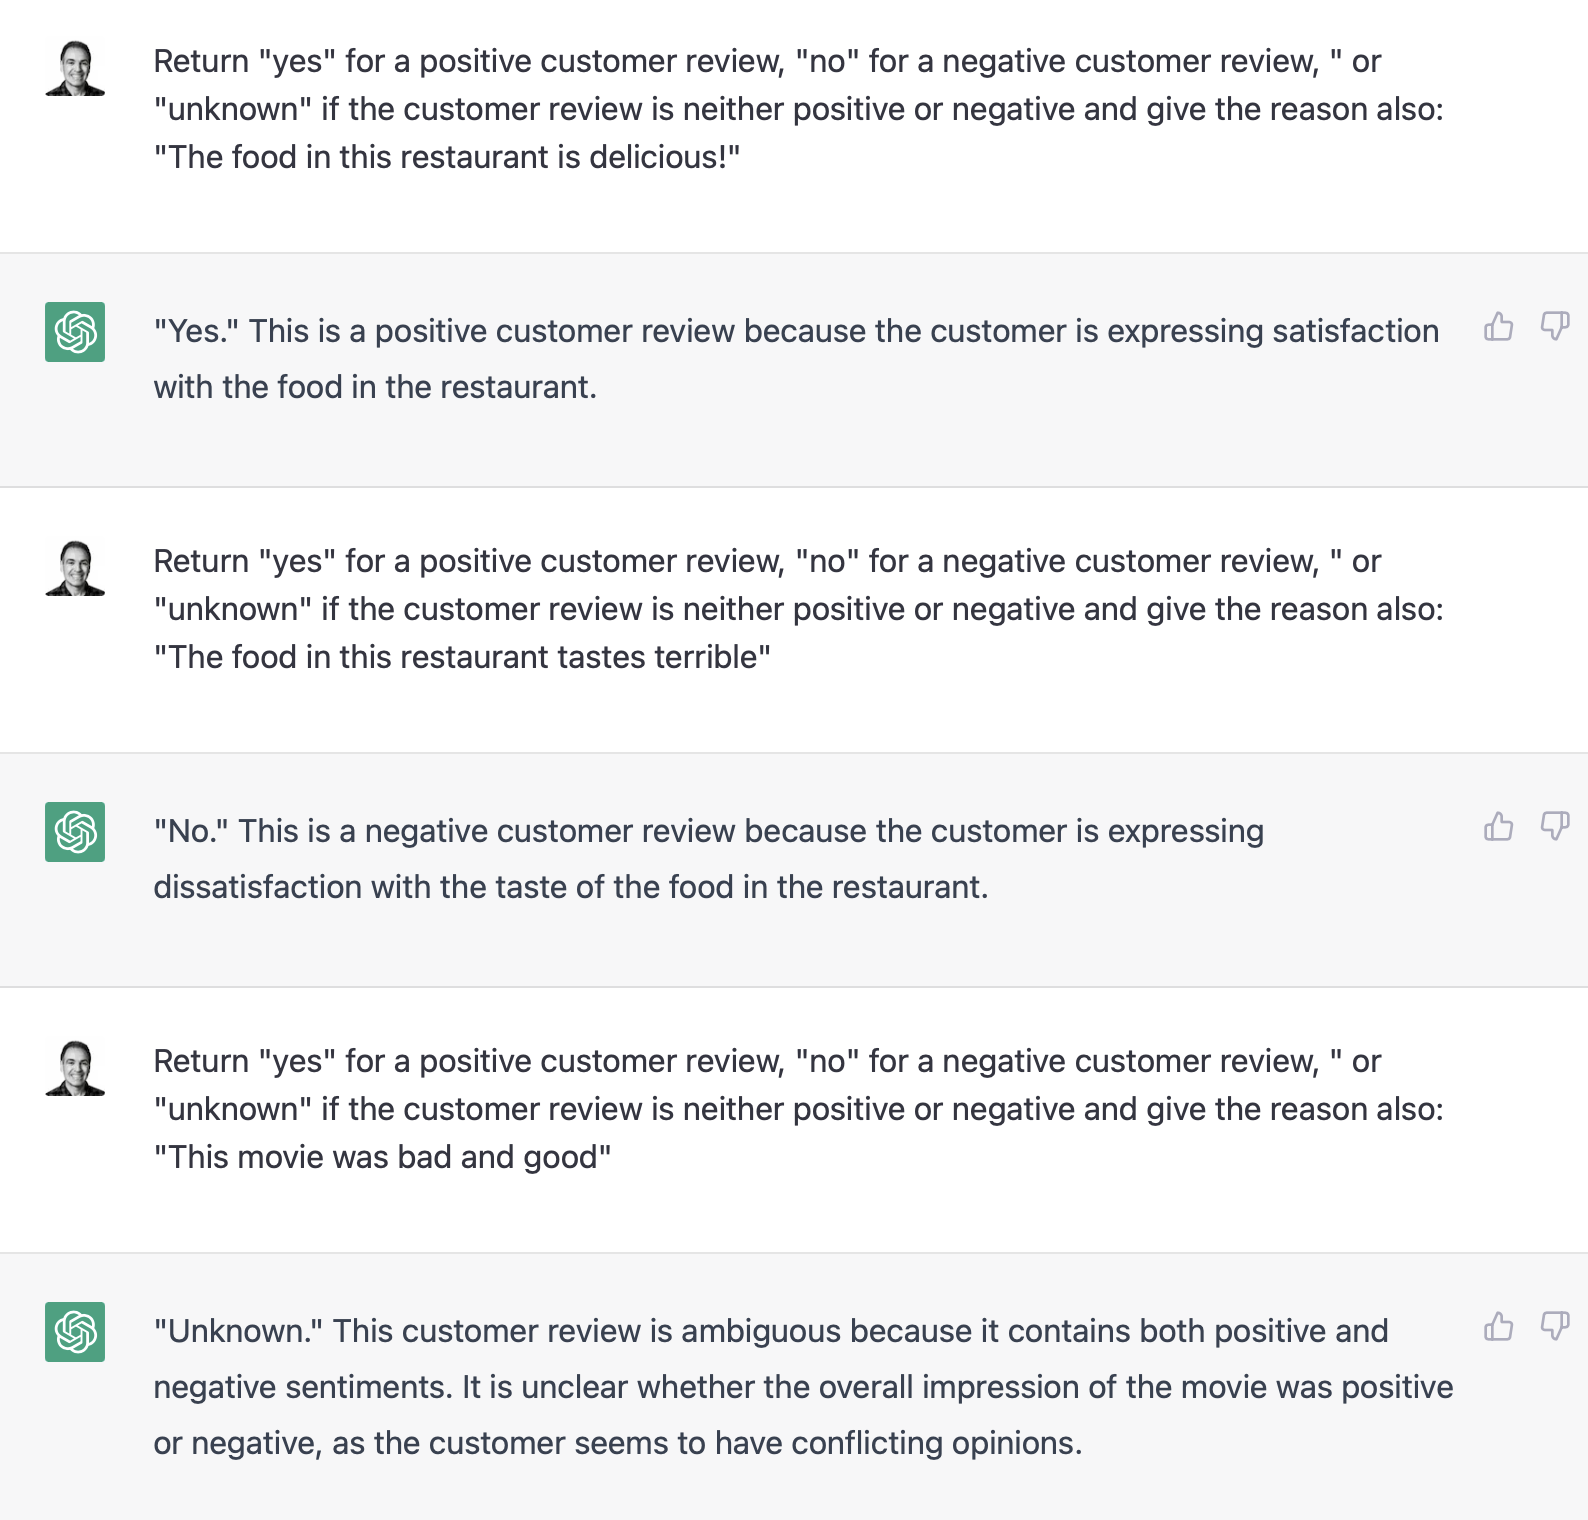 Return "yes" for a positive customer review, "no" for a negative customer review, " or
"unknown" if the customer review is neither positive or negative and give the reason also:
"The food in this restaurant is delicious!"
"Yes." This is a positive customer review because the customer is expressing satisfaction
with the food in the restaurant.
Return "yes" for a positive customer review, "no" for a negative customer review, " or
"unknown" if the customer review is neither positive or negative and give the reason also:
"The food in this restaurant tastes terrible"
"No." This is a negative customer review because the customer is expressing
dissatisfaction with the taste of the food in the restaurant.
Return "yes" for a positive customer review, "no" for a negative customer review, " or
"unknown" if the customer review is neither positive or negative and give the reason also:
"This movie was bad and good"
"Unknown." This customer review is ambiguous because it contains both positive and
negative sentiments. It is unclear whether the overall impression of the movie was positive
or negative, as the customer seems to have conflicting opinions.